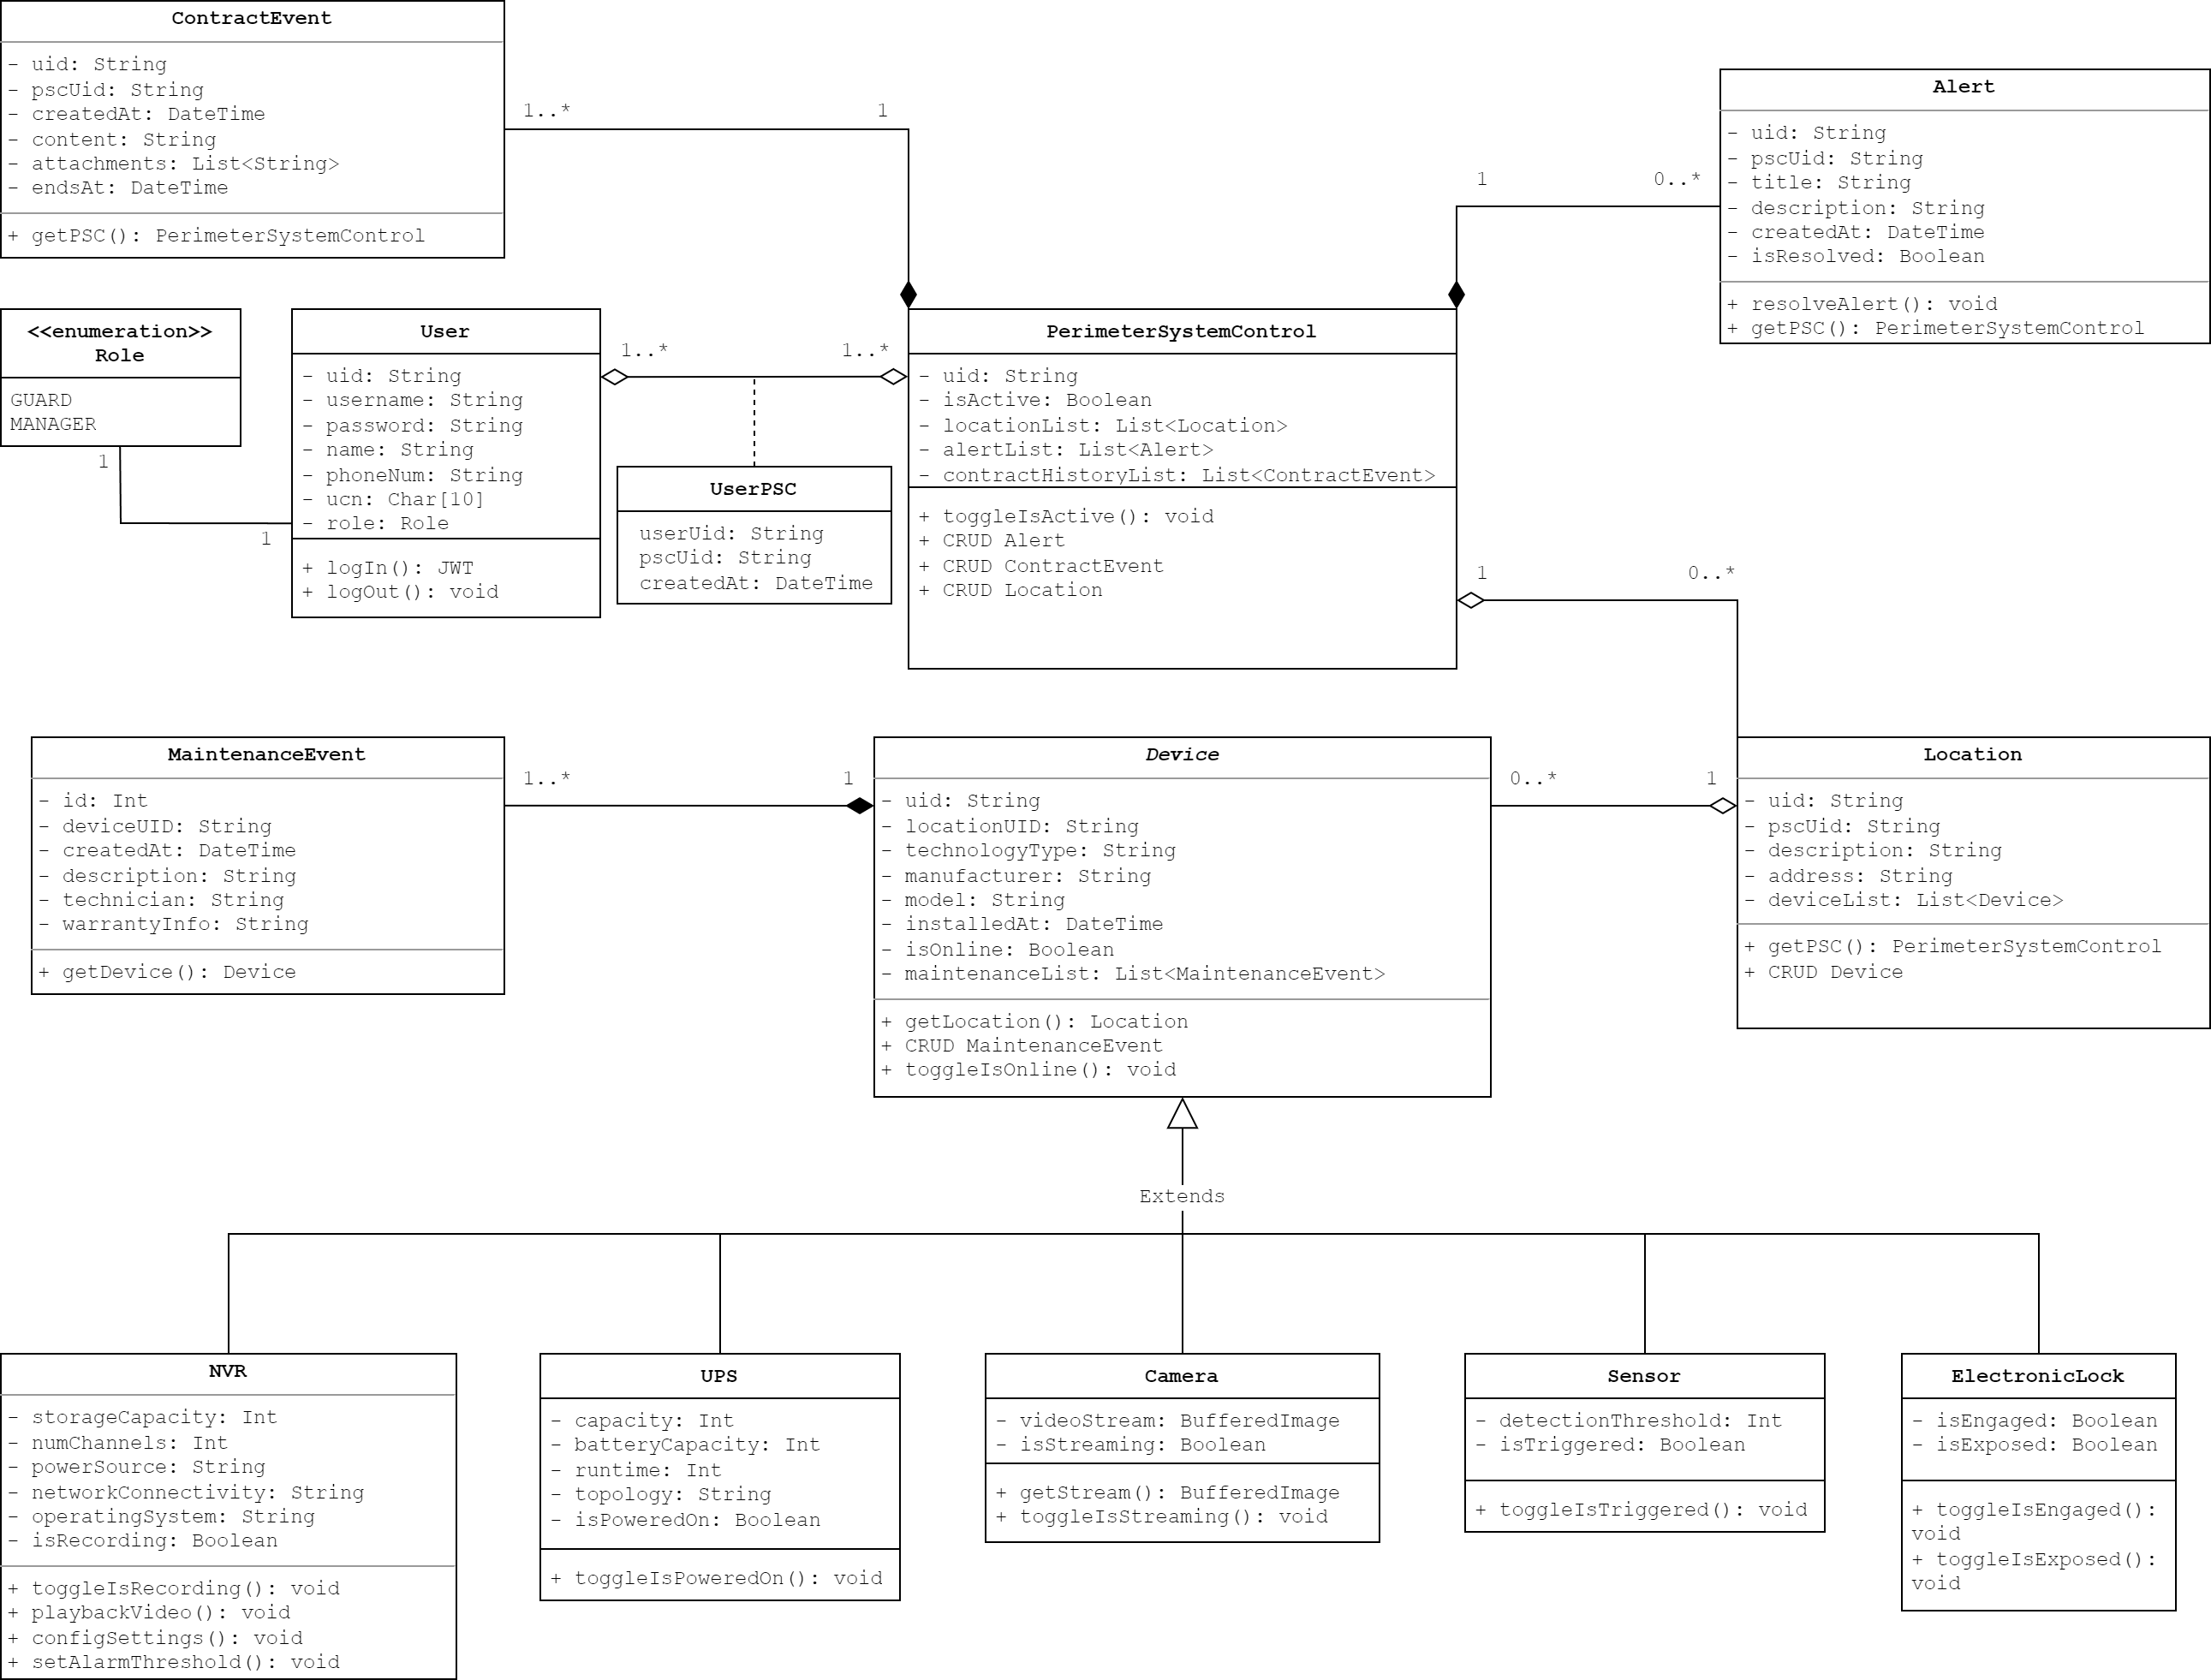 ContractEvent
- uid: String
- pscUid: String
- createdAt: DateTime
- content: String
- attachments: List<String>
- endsAt: DateTime
+ getPSC(): PerimeterSystemControl
1..*
1
Alert
- uid: String
- pscUid: String
- title: String
- description: String
- createdAt: DateTime
- isResolved: Boolean
+ resolveAlert(): void
+ getPSC(): PerimeterSystemControl
1
0..*
<<enumeration>>
Role
GUARD
MANAGER
1
1
User
- uid: String
- username: String
- password: String
- name: String
- phoneNum: String
- ucn: Char[10]
- role: Role
+ logIn(): JWT
+ logOut(): void
1..*
1..*
UserPSC
userUid: String
pscUid: String
createdAt: DateTime
PerimeterSystemControl
- uid: String
- isActive: Boolean
- locationList: List<Location>
- alertList: List<Alert>
- contractHistoryList: List<ContractEvent>
+ toggleIsActive(): void
+ CRUD Alert
+ CRUD ContractEvent
+ CRUD Location
1
0..*
MaintenanceEvent
- id: Int
- deviceUID: String
- createdAt: DateTime
- description: String
- technician: String
- warrantyInfo: String
+ getDevice(): Device
1..*
1
Device
- uid: String
- locationUID: String
- technologyType: String
- manufacturer: String
- model: String
- installedAt: DateTime
- isOnline: Boolean
- maintenanceList: List<MaintenanceEvent>
+ getLocation(): Location
+ CRUD MaintenanceEvent
+ toggleIsOnline(): void
0..*
1
Location
- uid: String
- pscUid: String
- description: String
- address: String
- deviceList: List<Device>
+ getPSC(): PerimeterSystemControl
+ CRUD Device
Extends
NVR
- storageCapacity: Int
- numChannels: Int
- powerSource: String
- networkConnectivity: String
- operatingSystem: String
- isRecording: Boolean
+ toggleIsRecording(): void
+ playbackVideo(): void
+ configSettings(): void
+ setAlarmThreshold(): void
UPS
- capacity: Int
- batteryCapacity: Int
- runtime: Int
- topology: String
- isPoweredOn: Boolean
+ toggleIsPoweredOn(): void
Camera
- videoStream: BufferedImage
- isStreaming: Boolean
+ getStream(): BufferedImage
+ toggleIsStreaming(): void
Sensor
- detectionThreshold: Int
- isTriggered: Boolean
+ toggleIsTriggered(): void
ElectronicLock
- isEngaged: Boolean
- isExposed: Boolean
+ toggleIsEngaged():
void
+ toggleIsExposed():
void